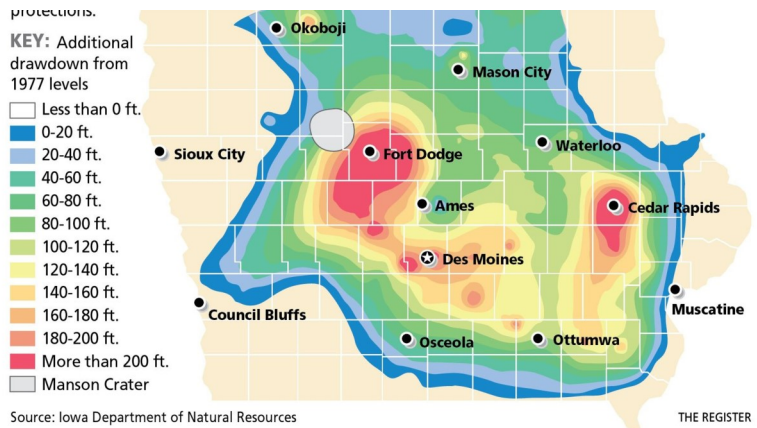 protections.
KEY: Additional
drawdown from
1977 levels
Less than 0 ft.
0-20 ft.
20-40 ft.
40-60 ft.
60-80 ft.
80-100 ft.
100-120 ft.
120-140 ft.
140-160 ft.
160-180 ft.
180-200 ft.
More than 200 ft.
Manson Crater
Okoboji
Mason City
Sioux City
Fort Dodge
Waterloo
Ames
Cedar Rapids
Des Moines
Council Bluffs
Muscatine
Osceola
Ottumwa
Source: Iowa Department of Natural Resources
THE REGISTER